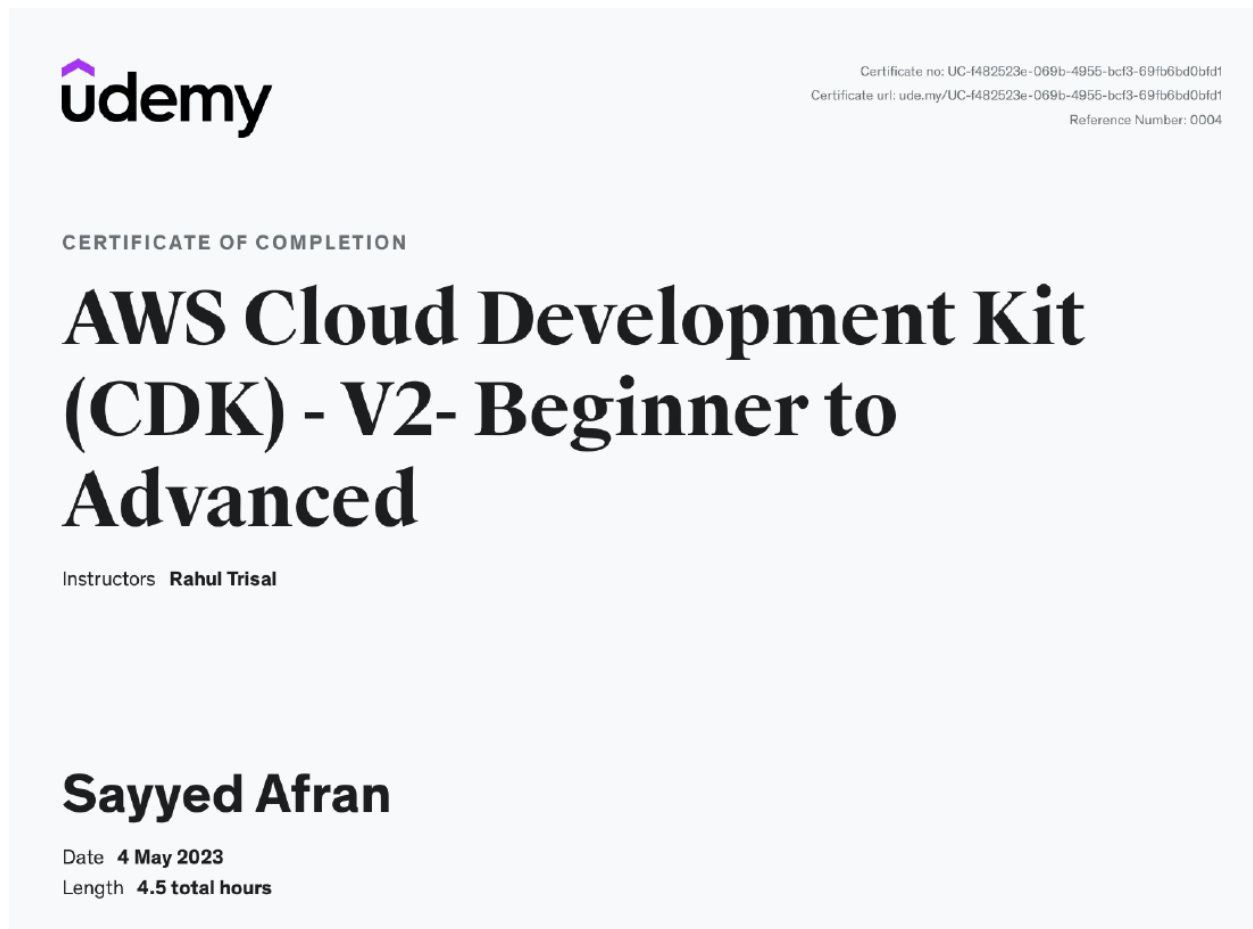 udemy
Certificate no: UC-f482523e-069b-4955-bcf3-69fb6bd0bfd1
Certificate url: ude.my/UC-f482523e-069b-4955-bcf3-69fb6bd0bfd1
Reference Number: 0004
CERTIFICATE OF COMPLETION
AWS Cloud Development Kit
(CDK) - V2- Beginner to
Advanced
Instructors Rahul Trisal
Sayyed Afran
Date 4 May 2023
Length 4.5 total hours